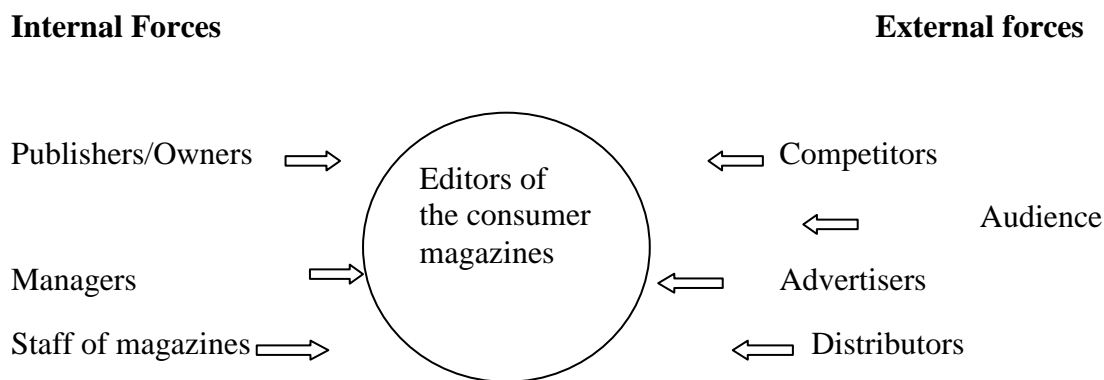 Internal Forces
External forces
Publishers/Owners
Editors of
the consumer
magazines
Competitors
Audience
Managers
Advertisers
Staff of magazines
Distributors